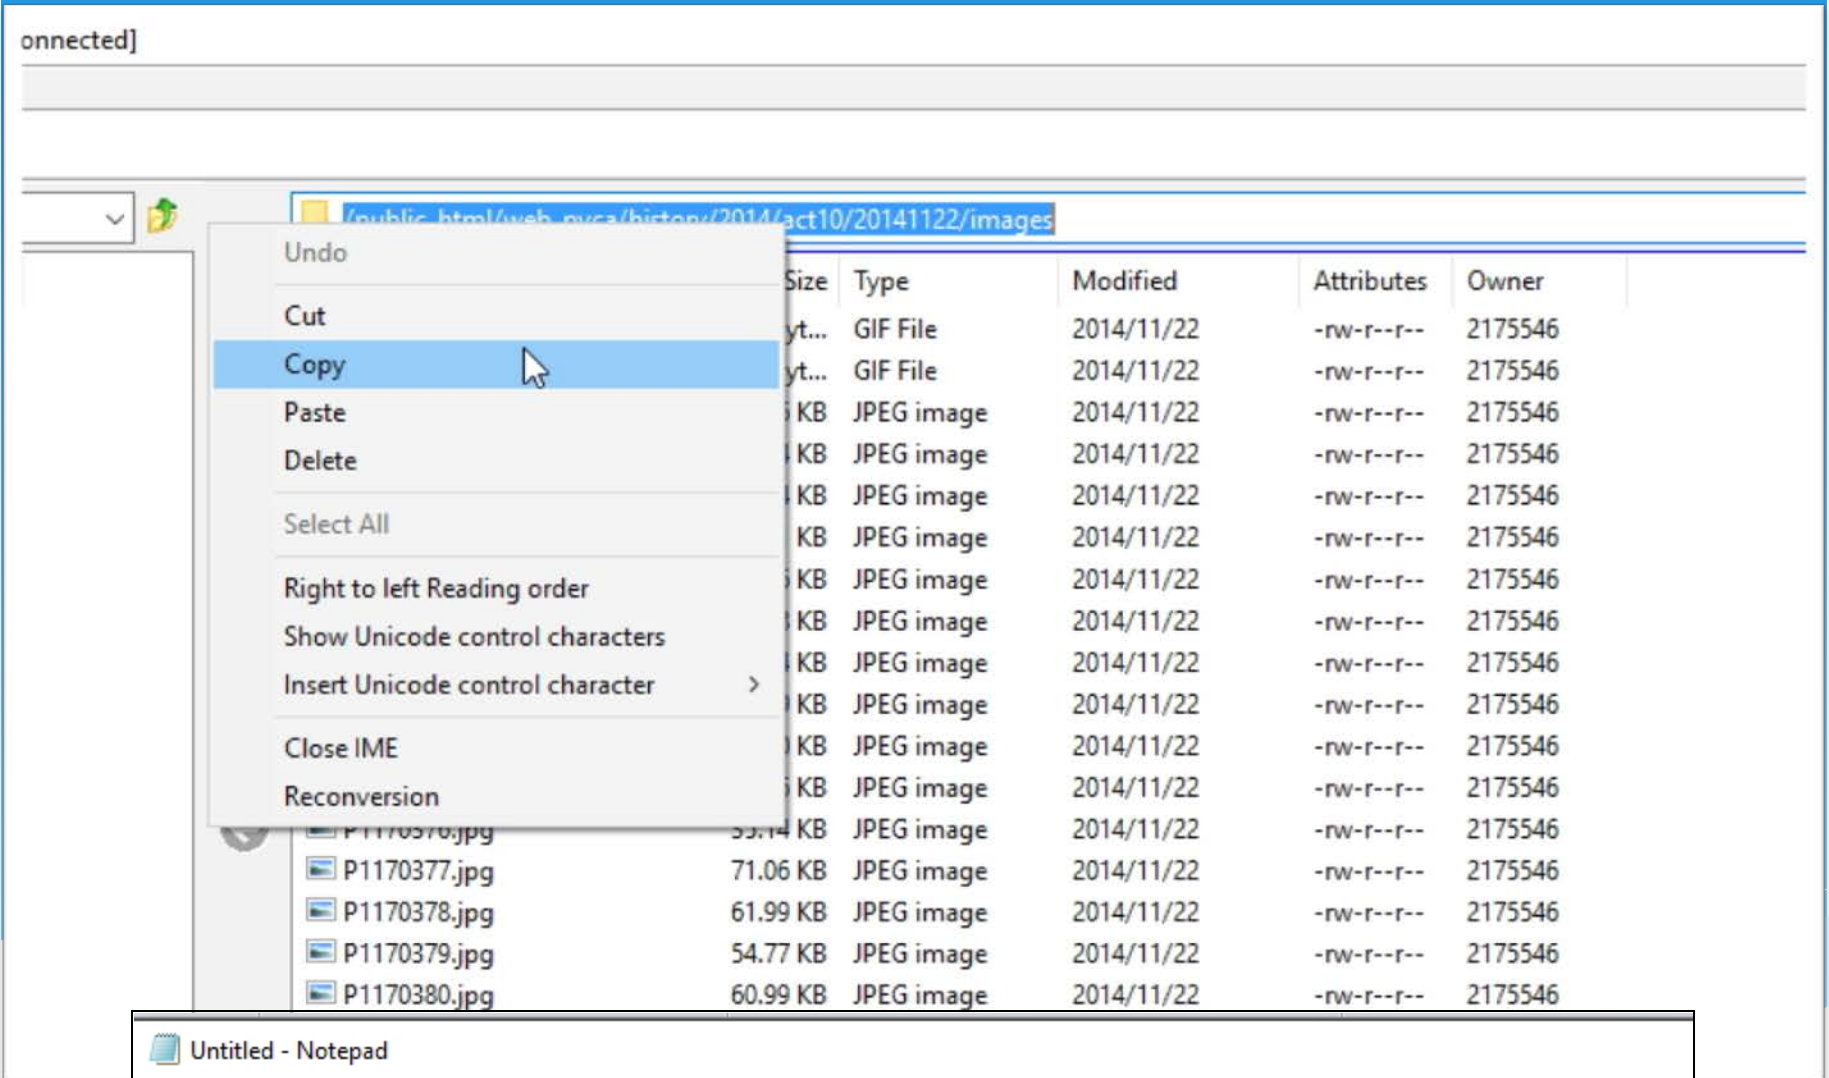 onnected]
/public_html/web_nvca/history/2014/act10/20141122/images
Undo
Cut
Copy
Paste
Delete
Select All
Right to left Reading order
Show Unicode control characters
Insert Unicode control character
Close IME
Reconversion
Size Type Modified Attributes Owner
yt... GIF File 2014/11/22 -rw-r--r-- 2175546
yt... GIF File 2014/11/22 -rw-r--r-- 2175546
KB JPEG image 2014/11/22 -rw-r--r-- 2175546
KB JPEG image 2014/11/22 -rw-r--r-- 2175546
KB JPEG image 2014/11/22 -rw-r--r-- 2175546
KB JPEG image 2014/11/22 -rw-r--r-- 2175546
KB JPEG image 2014/11/22 -rw-r--r-- 2175546
KB JPEG image 2014/11/22 -rw-r--r-- 2175546
KB JPEG image 2014/11/22 -rw-r--r-- 2175546
KB JPEG image 2014/11/22 -rw-r--r-- 2175546
KB JPEG image 2014/11/22 -rw-r--r-- 2175546
KB JPEG image 2014/11/22 -rw-r--r-- 2175546
P1170376.jpg 55.14 KB JPEG image 2014/11/22 -rw-r--r-- 2175546
P1170377.jpg 71.06 KB JPEG image 2014/11/22 -rw-r--r-- 2175546
P1170378.jpg 61.99 KB JPEG image 2014/11/22 -rw-r--r-- 2175546
P1170379.jpg 54.77 KB JPEG image 2014/11/22 -rw-r--r-- 2175546
P1170380.jpg 60.99 KB JPEG image 2014/11/22 -rw-r--r-- 2175546
Untitled - Notepad